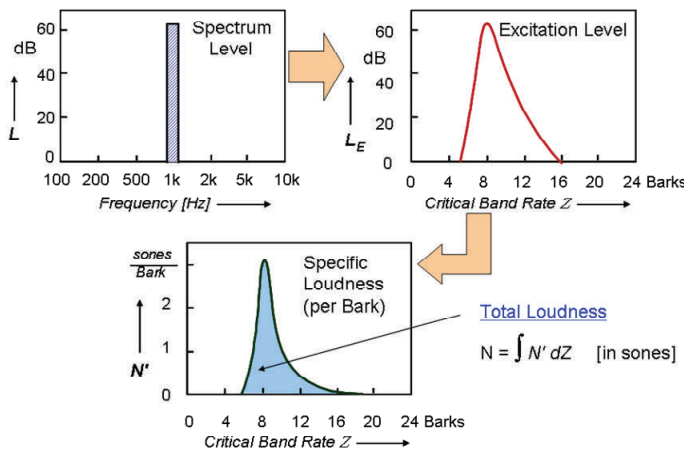 60
dB
40
20
0
L
Spectrum
Level
100 200 500 1k 2k 5k 10k
Frequency [Hz]
60
dB
40
20
0
L_E
Excitation Level
0 4 8 12 16 20 24 Barks
Critical Band Rate Z
sones
Bark
2
1
0
N'
Specific
Loudness
(per Bark)
0 4 8 12 16 20 24 Barks
Critical Band Rate Z
Total Loudness
N = ∫ N' dZ [in sones]